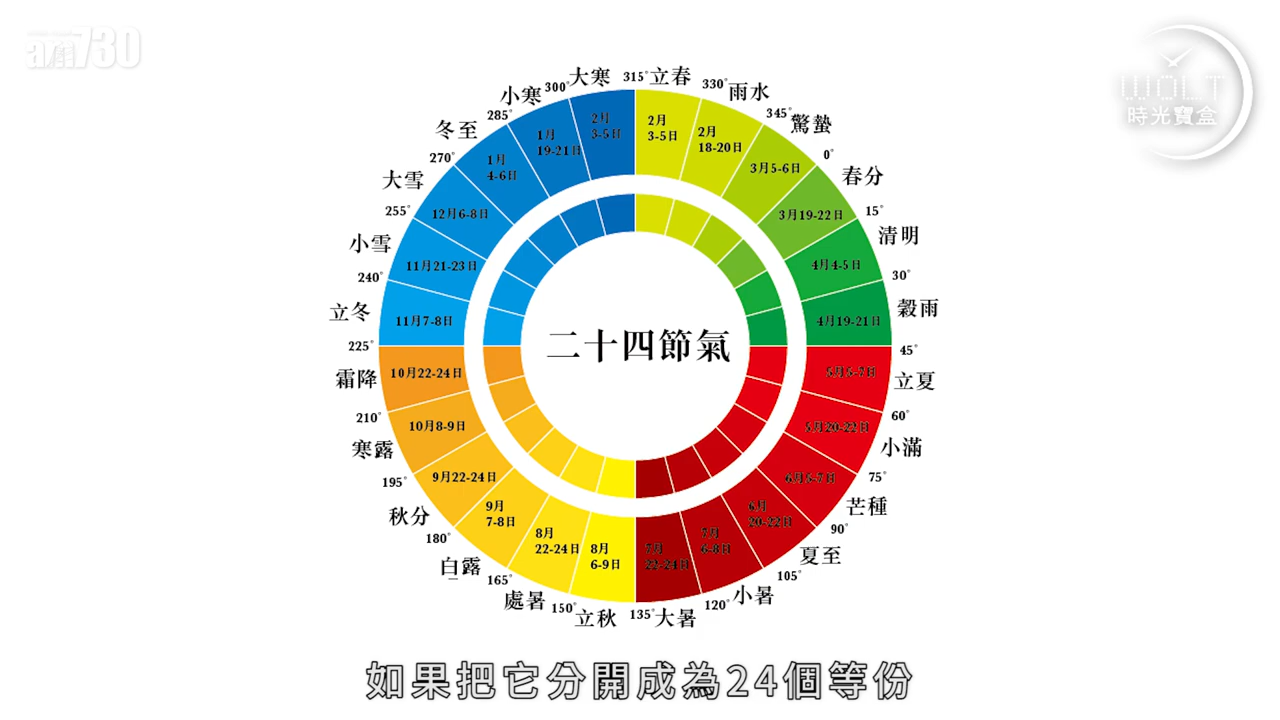 am730
WOLT
時光寶盒
315°
立春
2月
3-5日
330°
雨水
2月
18-20日
345°
驚蟄
3月5-6日
0°
春分
3月19-22日
15°
清明
4月4-5日
30°
穀雨
4月19-21日
45°
立夏
5月5-7日
60°
小滿
5月20-22日
75°
芒種
6月5-7日
90°
夏至
6月
20-22日
105°
小暑
7月
6-8日
120°
大暑
7月
22-24日
135°
立秋
8月
6-9日
150°
處暑
8月
22-24日
165°
白露
9月
7-8日
180°
秋分
9月22-24日
195°
寒露
10月8-9日
210°
霜降
10月22-24日
225°
立冬
11月7-8日
240°
小雪
11月21-23日
255°
大雪
12月6-8日
270°
冬至
1月
4-6日
285°
小寒
1月
19-21日
300°
大寒
2月
3-5日
二十四節氣
如果把它分開成為24個等份